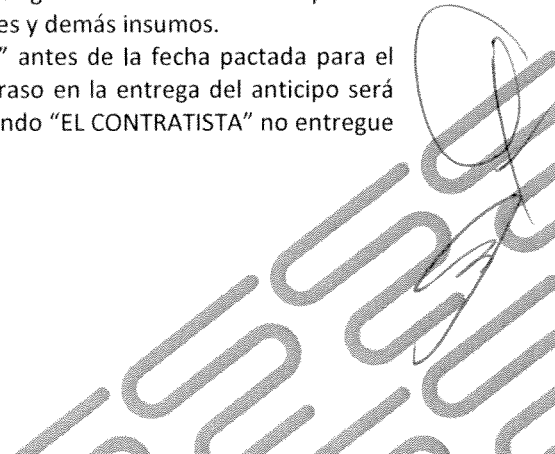 es y demás insumos.
” antes de la fecha pactada para el
raso en la entrega del anticipo será
ndo “EL CONTRATISTA” no entregue